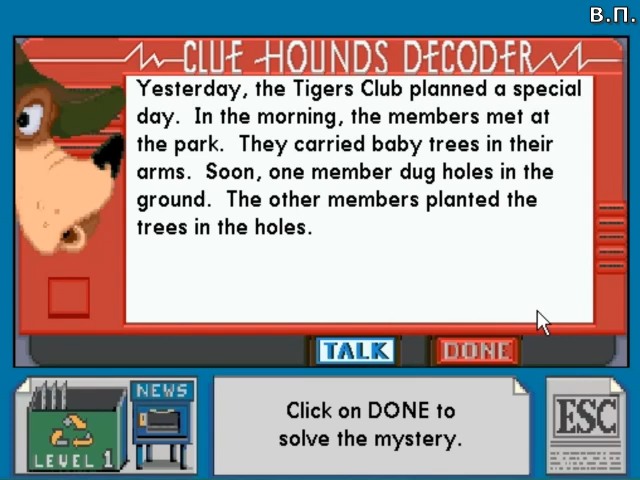 В.П.
CLUE HOUNDS DECODER
Yesterday, the Tigers Club planned a special
day. In the morning, the members met at
the park. They carried baby trees in their
arms. Soon, one member dug holes in the
ground. The other members planted the
trees in the holes.
TALK DONE
NEWS
LEVEL 1
Click on DONE to
solve the mystery.
ESC